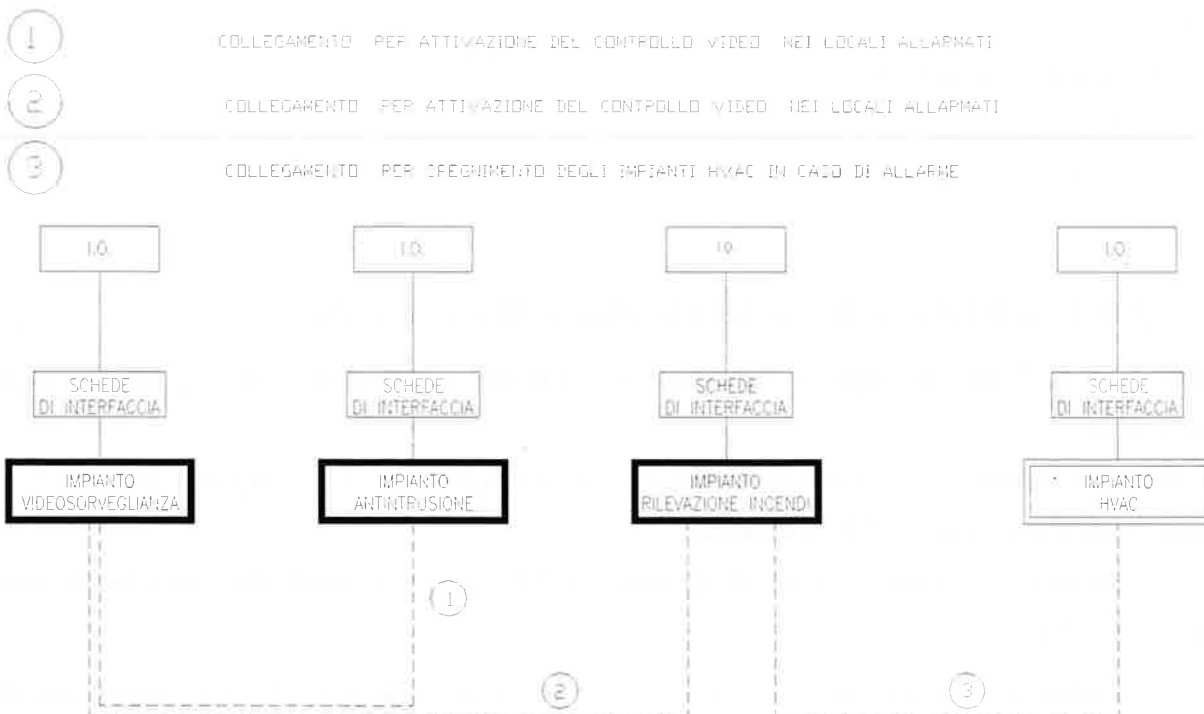 1
COLLEGAMENTO PER ATTIVAZIONE DEL CONTROLLO VIDEO NEI LOCALI ALLARMATI
2
COLLEGAMENTO PER ATTIVAZIONE DEL CONTROLLO VIDEO NEI LOCALI ALLARMATI
3
COLLEGAMENTO PER SPEGNIMENTO DEGLI IMPIANTI HVAC IN CASO DI ALLARME
I.O.
I.O.
I.O.
I.O.
SCHEDE
DI INTERFACCIA
SCHEDE
DI INTERFACCIA
SCHEDE
DI INTERFACCIA
SCHEDE
DI INTERFACCIA
IMPIANTO
VIDEOSORVEGLIANZA
IMPIANTO
ANTINTRUSIONE
IMPIANTO
RILEVAZIONE INCENDI
IMPIANTO
HVAC
1
2
3